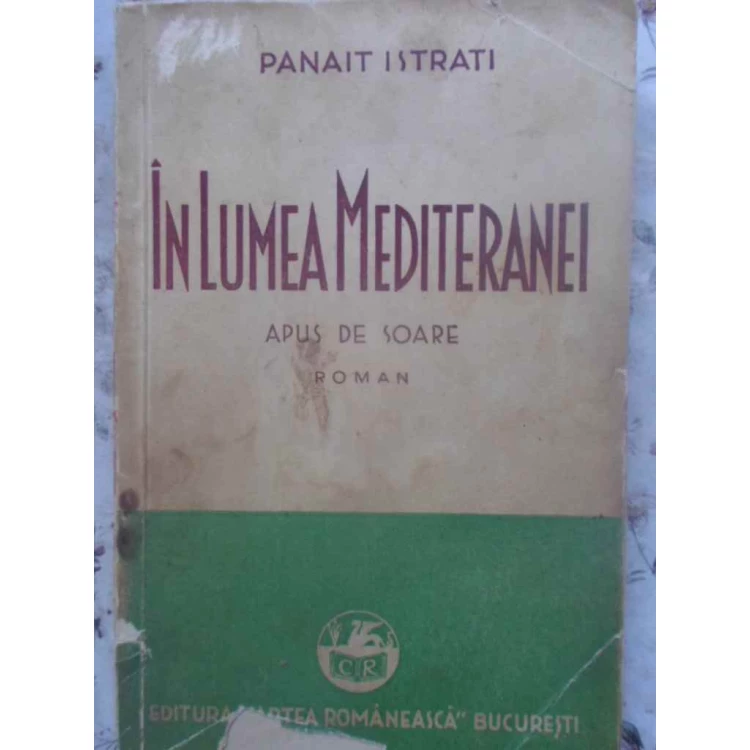 PANAIT ISTRATI
ÎN LUMEA MEDITERANEI
APUS DE SOARE
ROMAN
CR
EDITURA „CARTEA ROMÂNEASCĂ" BUCUREȘTI